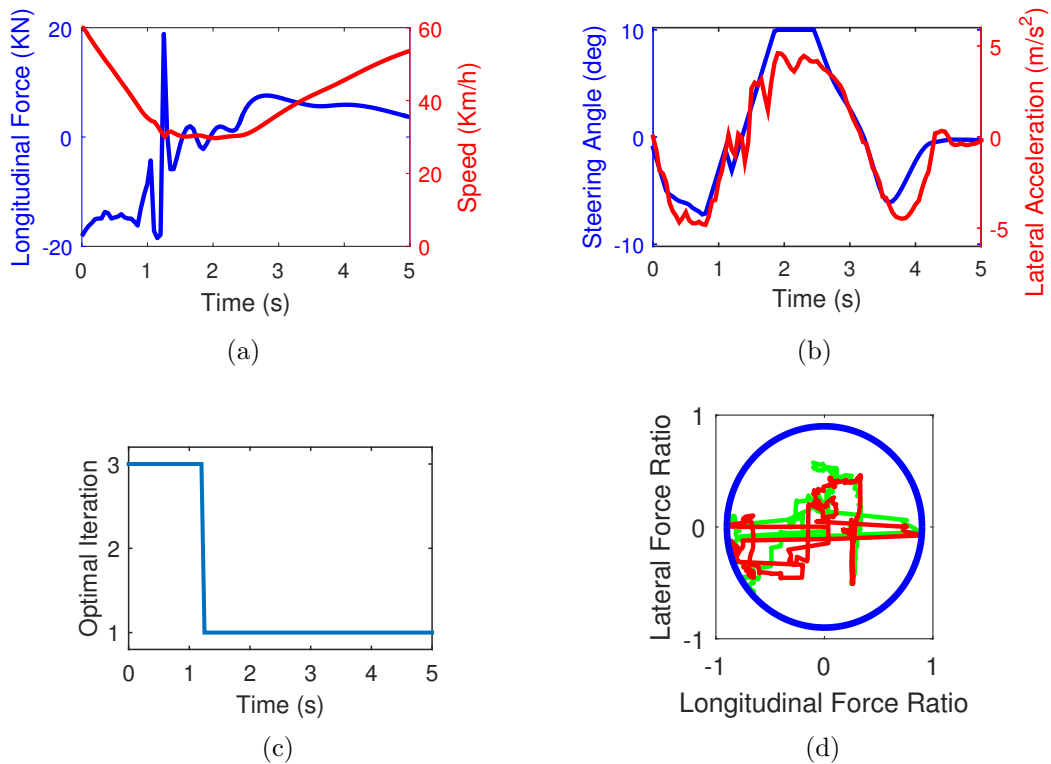 Longitudinal Force (KN)
20
0
-20
60
40
20
0
Speed (Km/h)
0 1 2 3 4 5
Time (s)
(a)
Steering Angle (deg)
10
0
-10
5
0
-5
Lateral Acceleration (m/s²)
0 1 2 3 4 5
Time (s)
(b)
Optimal Iteration
3
2
1
0 1 2 3 4 5
Time (s)
(c)
Lateral Force Ratio
1
0
-1
-1 0 1
Longitudinal Force Ratio
(d)